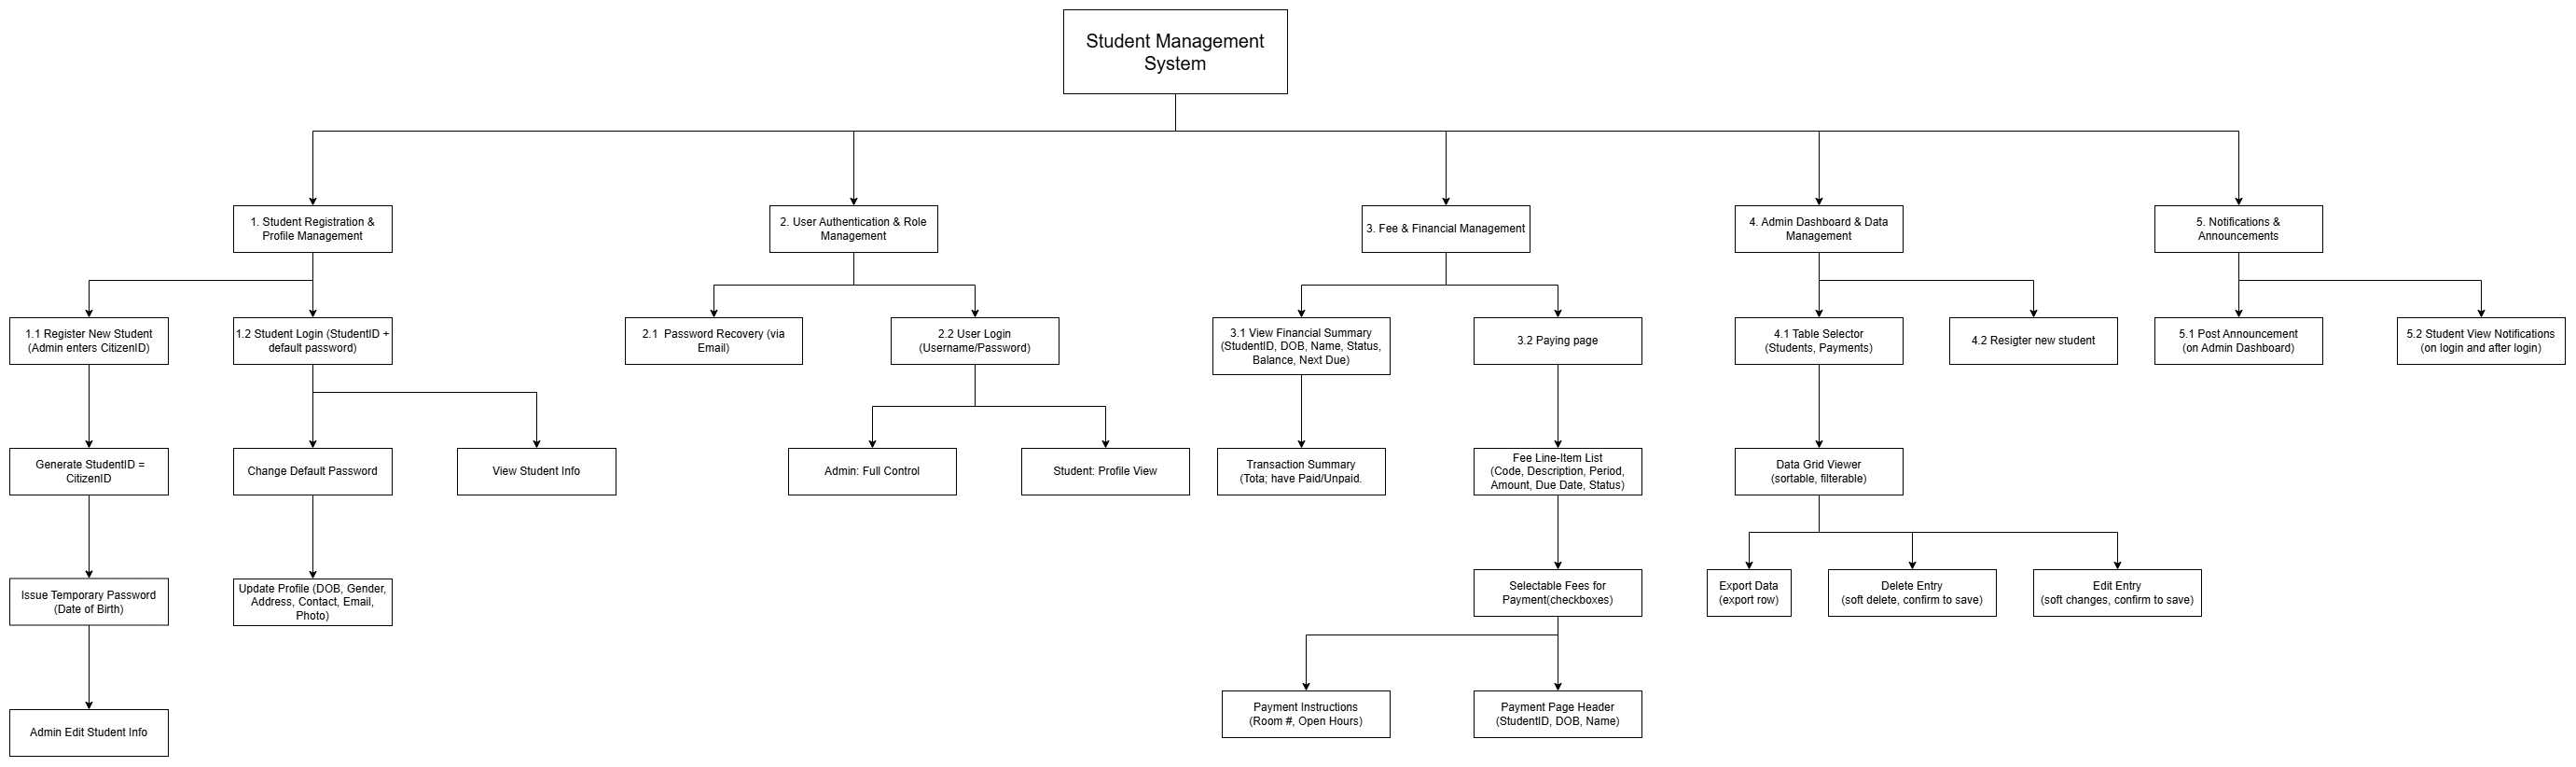 Student Management
System
1. Student Registration &
Profile Management
2. User Authentication & Role
Management
3. Fee & Financial Management
4. Admin Dashboard & Data
Management
5. Notifications &
Announcements
1.1 Register New Student
(Admin enters CitizenID)
1.2 Student Login (StudentID +
default password)
2.1 Password Recovery (via
Email)
2.2 User Login
(Username/Password)
3.1 View Financial Summary
(StudentID, DOB, Name, Status,
Balance, Next Due)
3.2 Paying page
4.1 Table Selector
(Students, Payments)
4.2 Resigter new student
5.1 Post Announcement
(on Admin Dashboard)
5.2 Student View Notifications
(on login and after login)
Generate StudentID =
CitizenID
Change Default Password
View Student Info
Admin: Full Control
Student: Profile View
Transaction Summary
(Tota; have Paid/Unpaid.
Fee Line-Item List
(Code, Description, Period,
Amount, Due Date, Status)
Data Grid Viewer
(sortable, filterable)
Issue Temporary Password
(Date of Birth)
Update Profile (DOB, Gender,
Address, Contact, Email,
Photo)
Selectable Fees for
Payment(checkboxes)
Export Data
(export row)
Delete Entry
(soft delete, confirm to save)
Edit Entry
(soft changes, confirm to save)
Admin Edit Student Info
Payment Instructions
(Room #, Open Hours)
Payment Page Header
(StudentID, DOB, Name)